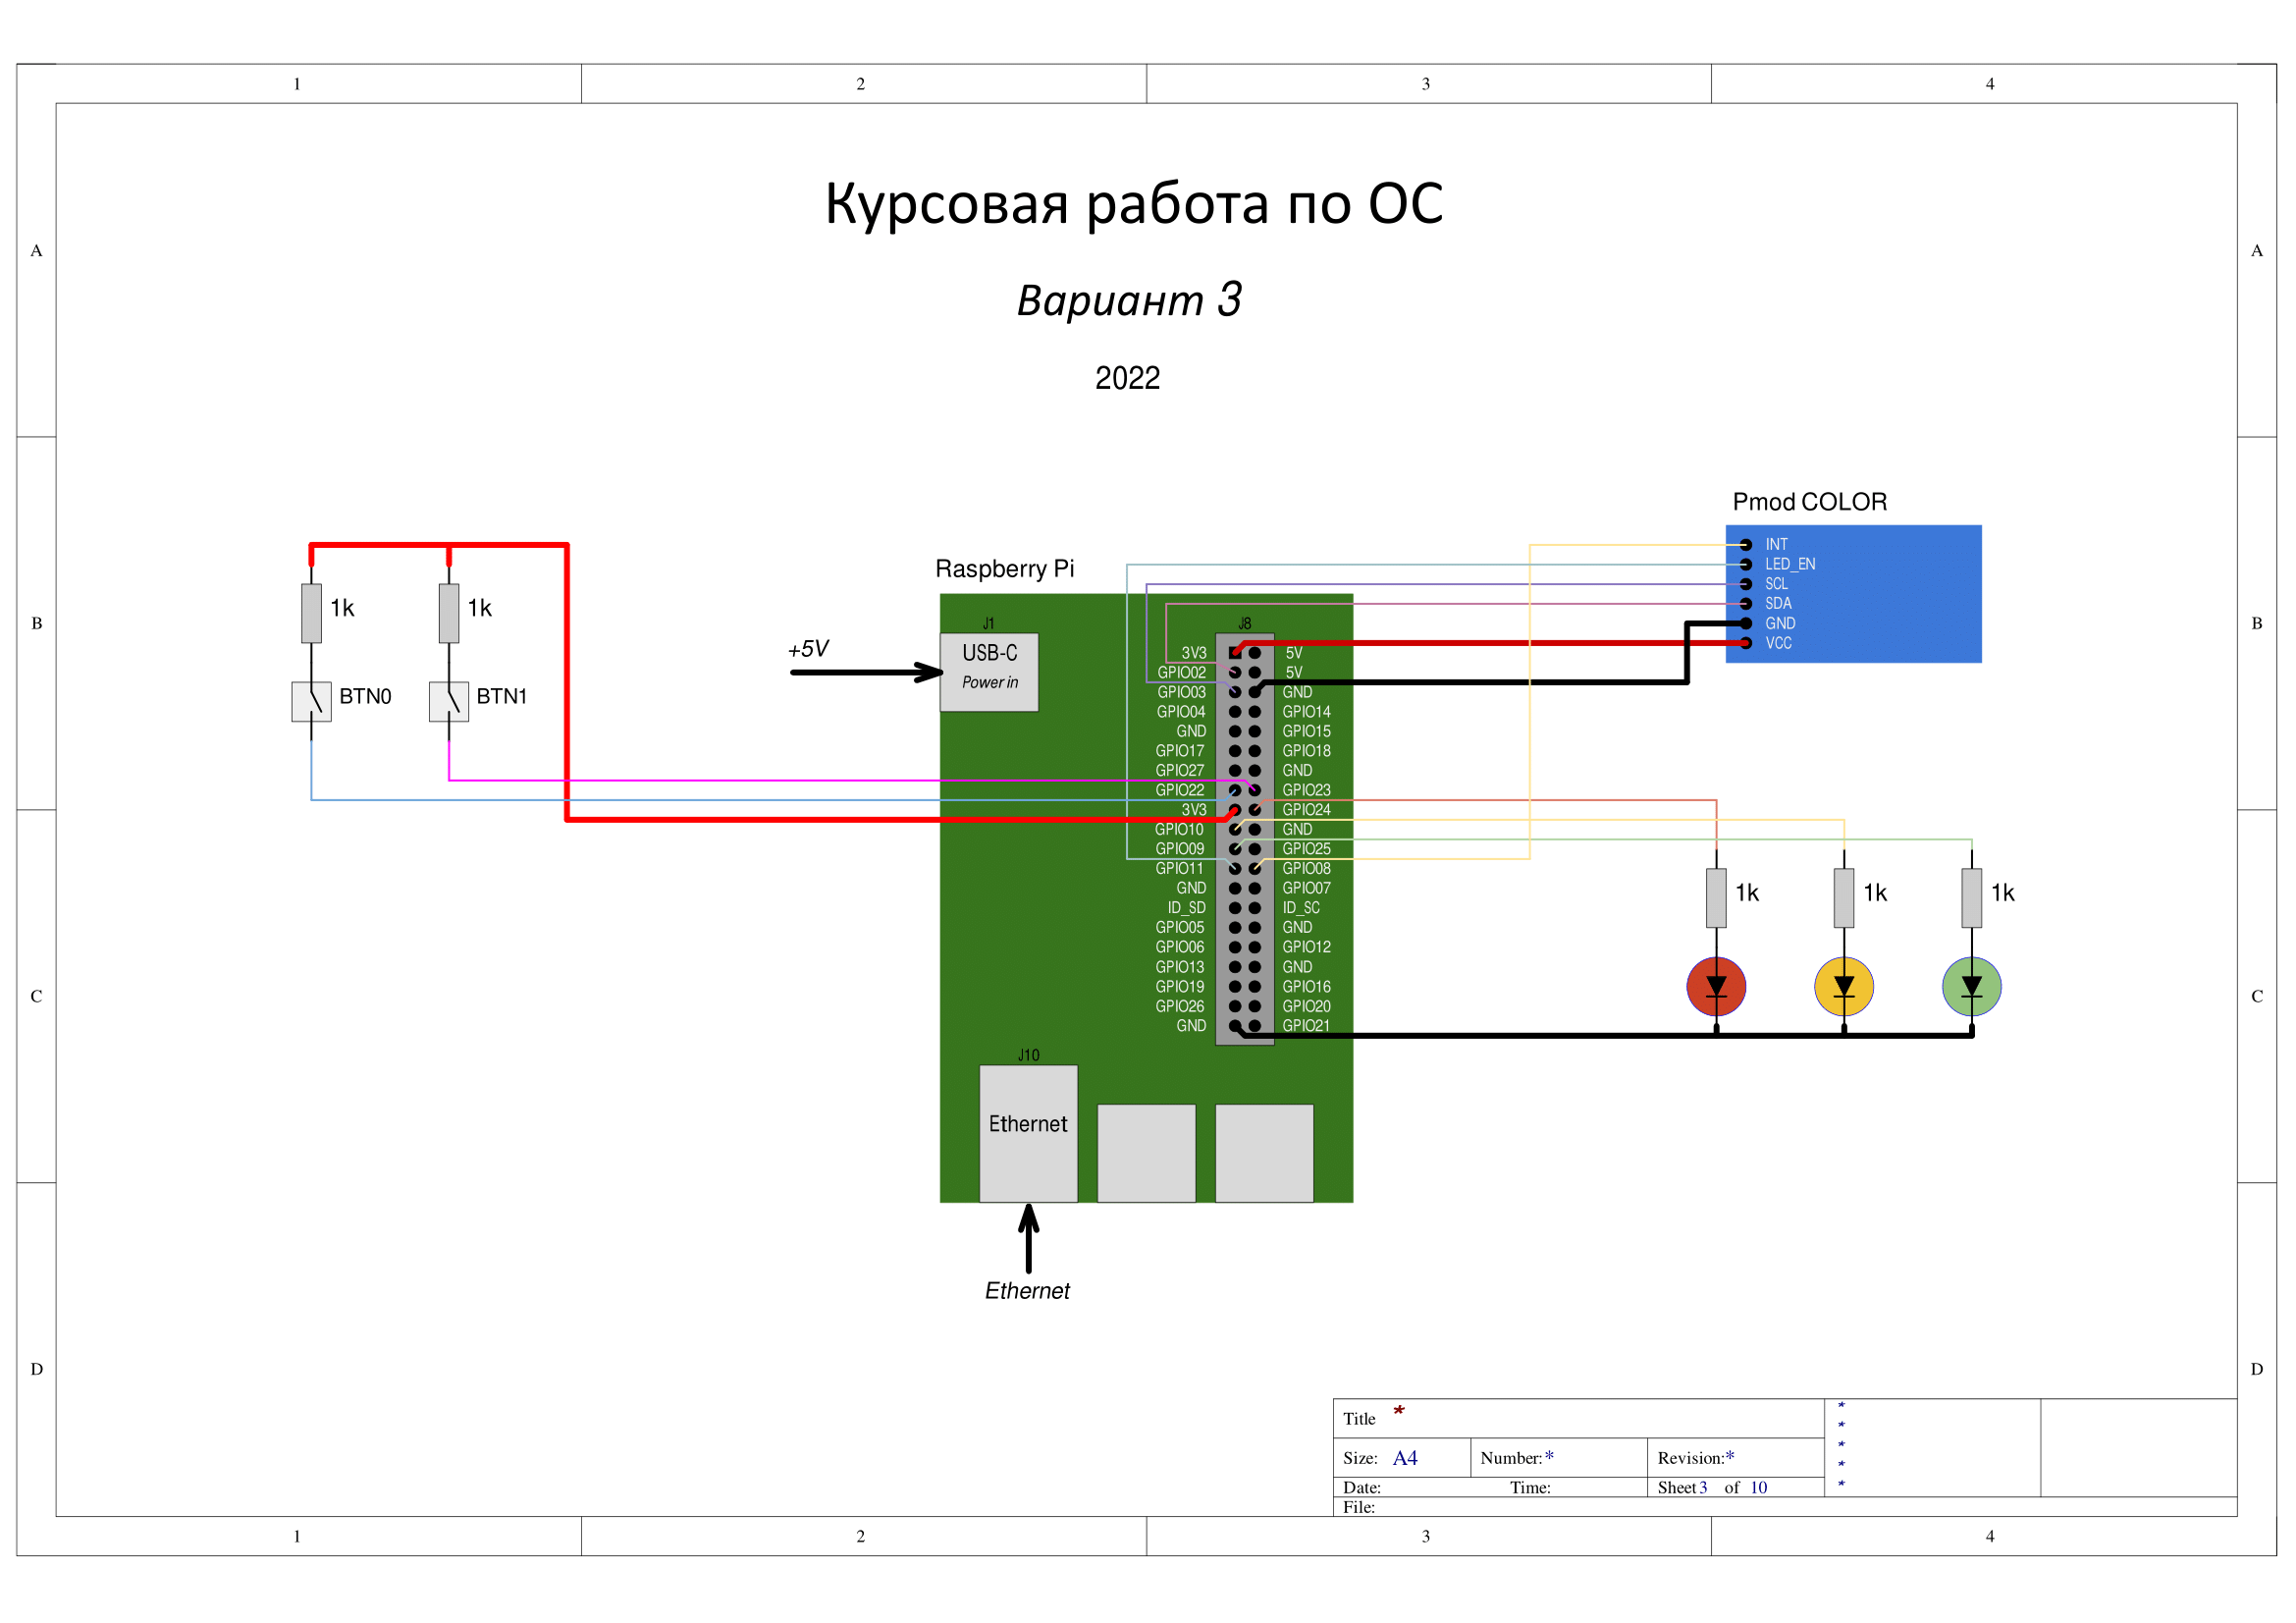 1 2 3 4
Курсовая работа по ОС
A A
Вариант 3
2022
Pmod COLOR
INT
LED_EN
SCL
SDA
GND
VCC
Raspberry Pi
B B
1k 1k
BTN0 BTN1
+5V
J1
USB-C
Power in
J8
3V3 5V
GPIO02 5V
GPIO03 GND
GPIO04 GPIO14
GND GPIO15
GPIO17 GPIO18
GPIO27 GND
GPIO22 GPIO23
3V3 GPIO24
GPIO10 GND
GPIO09 GPIO25
GPIO11 GPIO08
GND GPIO07
ID_SD ID_SC
GPIO05 GND
GPIO06 GPIO12
GPIO13 GND
GPIO19 GPIO16
GPIO26 GPIO20
GND GPIO21
1k 1k 1k
C C
J10
Ethernet
Ethernet
D D
Title *
Size: A4 Number:* Revision:*
Date: Time: Sheet 3 of 10
File:
*
*
*
*
*
1 2 3 4